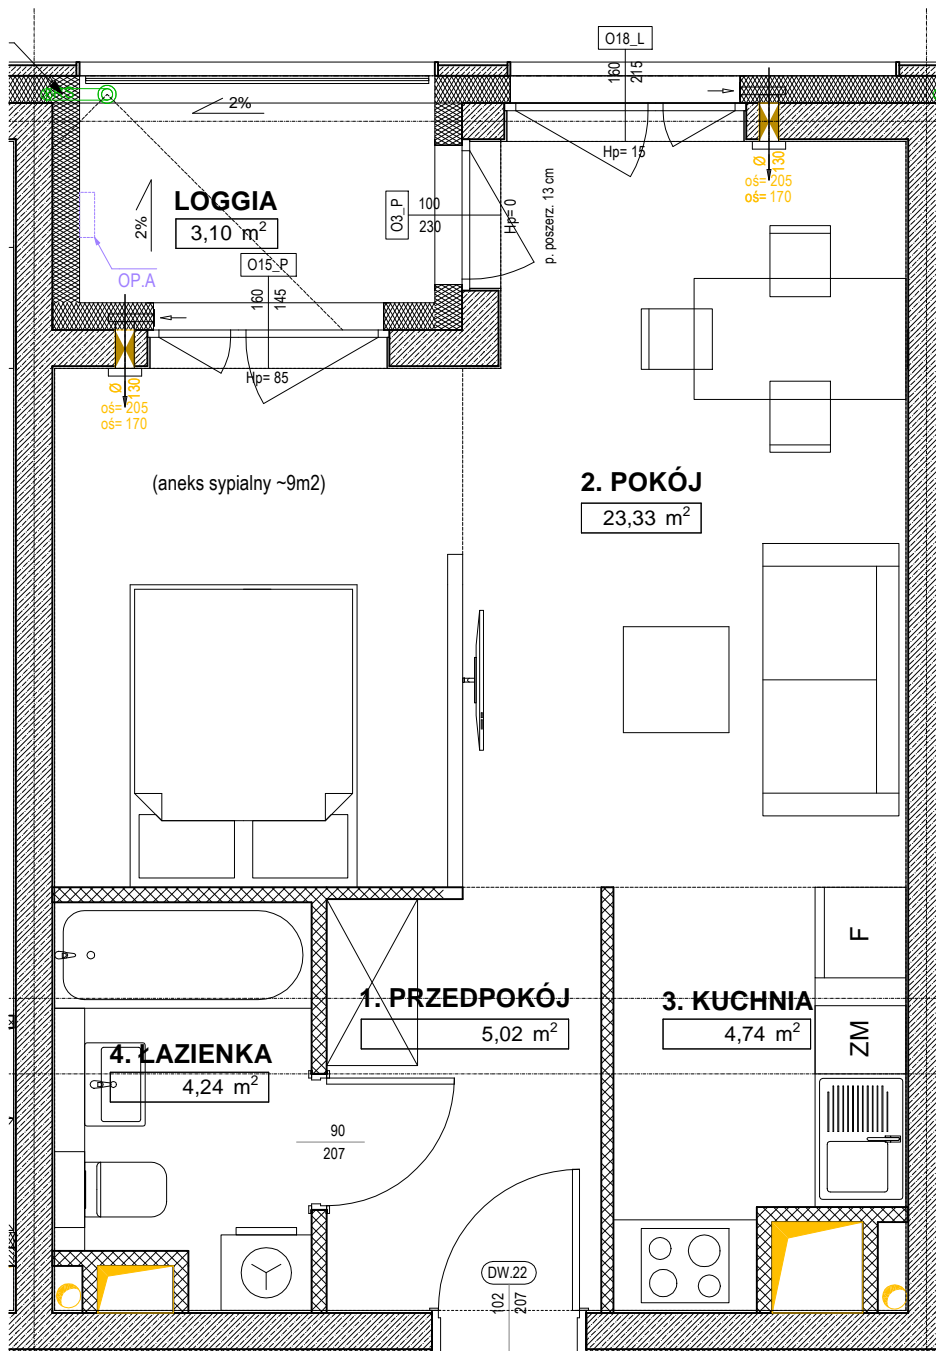 O18_L
160
215
2%
Hp= 15
Ø
130
oś= 205
oś= 170
LOGGIA
3,10 m²
2%
O3_P
100
230
Hp= 0
p. poszerz. 13 cm
OP.A
O15_P
160
145
Hp= 85
Ø
130
oś= 205
oś= 170
(aneks sypialny ~9m2)
2. POKÓJ
23,33 m²
F
1. PRZEDPOKÓJ
5,02 m²
3. KUCHNIA
4,74 m²
ZM
4. ŁAZIENKA
4,24 m²
90
207
DW.22
102
207